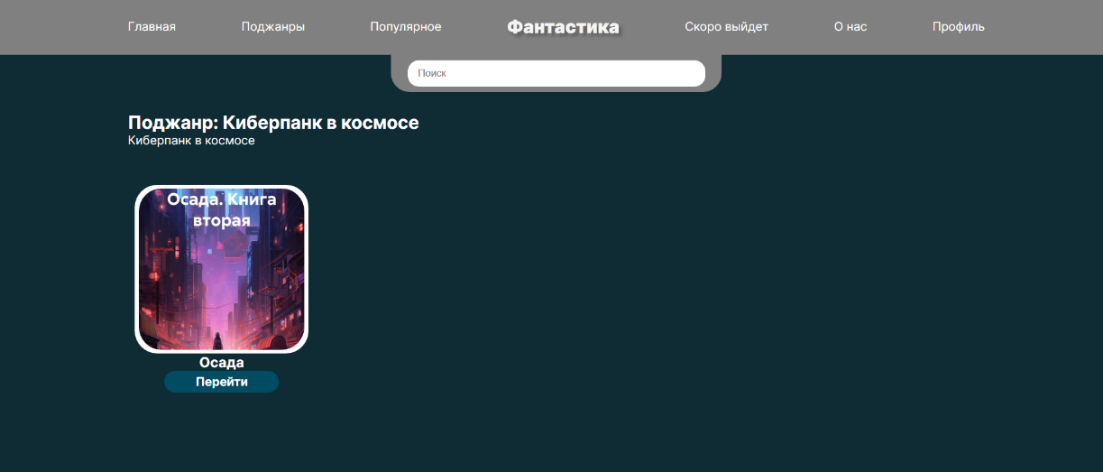 Главная Поджанры Популярное Фантастика Скоро выйдет О нас Профиль
Поиск
Поджанр: Киберпанк в космосе
Киберпанк в космосе
Осада. Книга
вторая
Осада
Перейти